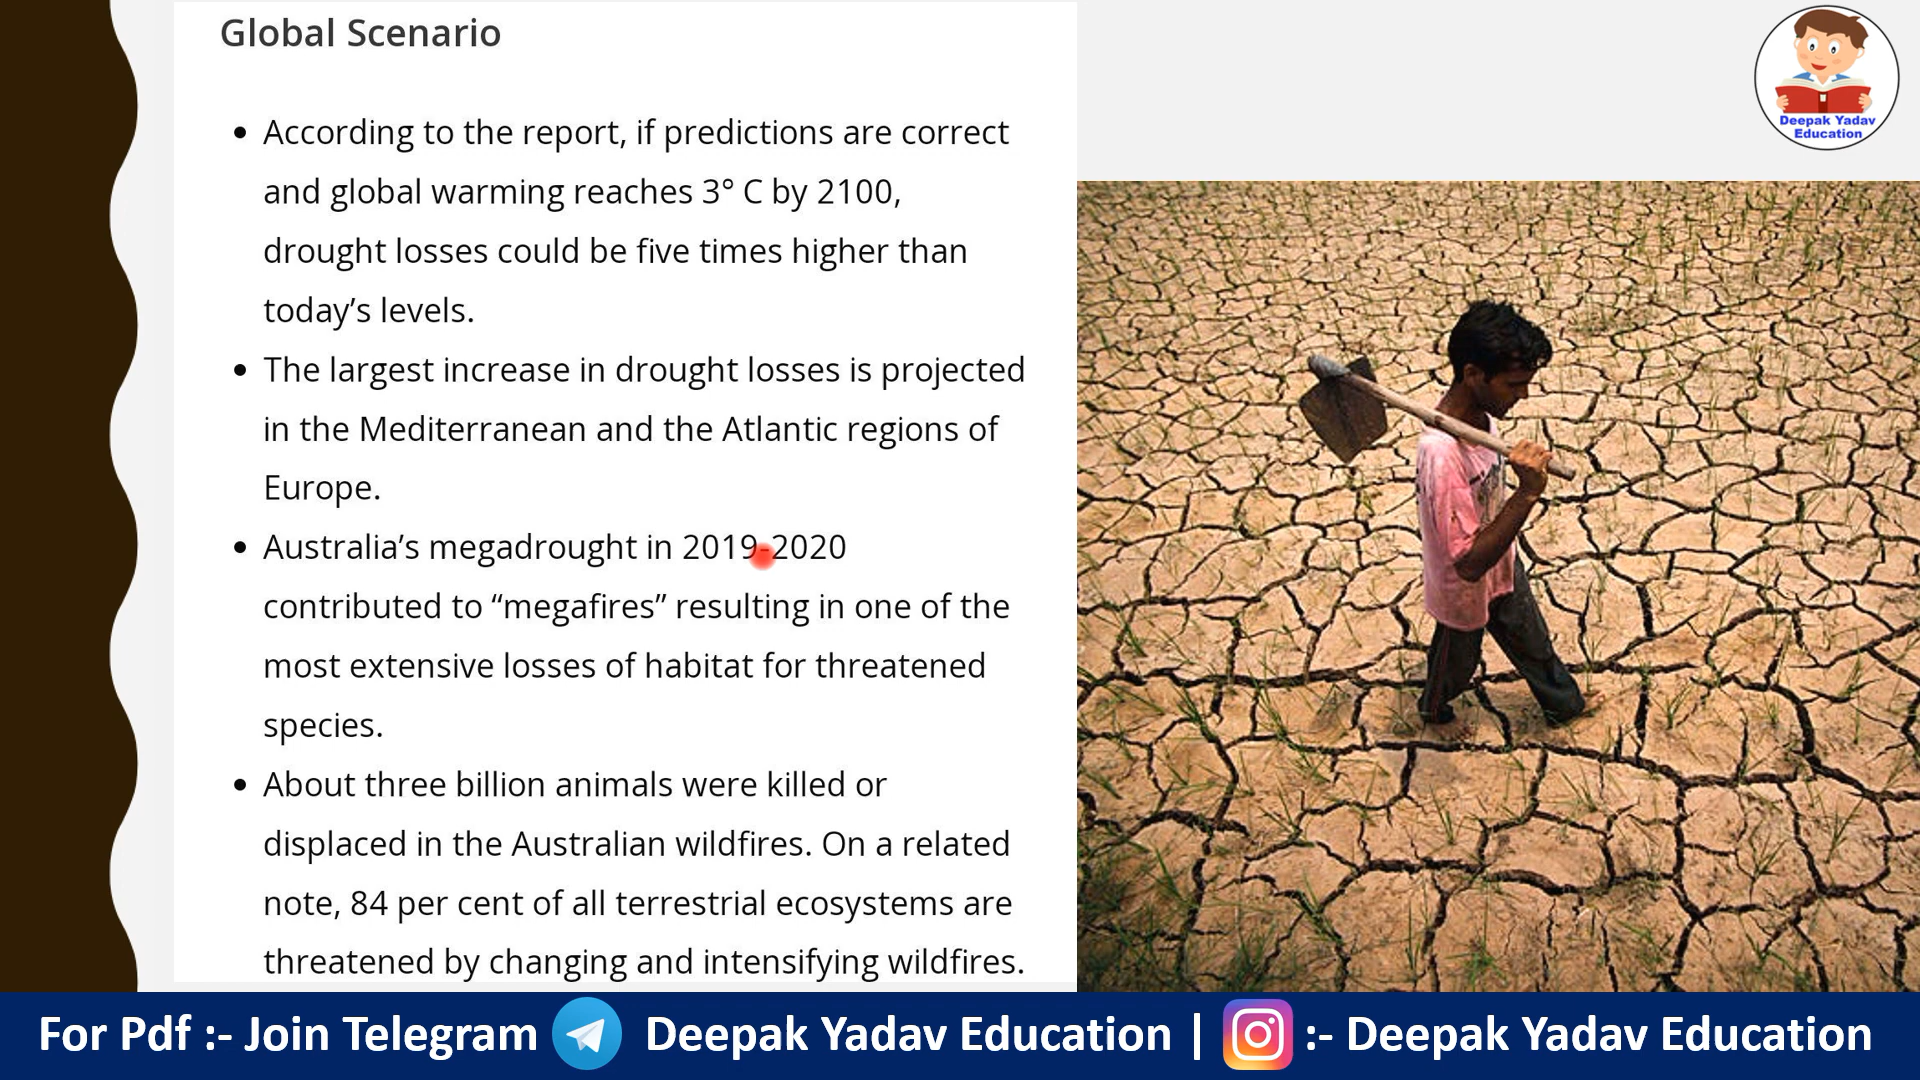 Global Scenario
• According to the report, if predictions are correct
and global warming reaches 3° C by 2100,
drought losses could be five times higher than
today’s levels.
• The largest increase in drought losses is projected
in the Mediterranean and the Atlantic regions of
Europe.
• Australia’s megadrought in 2019-2020
contributed to “megafires” resulting in one of the
most extensive losses of habitat for threatened
species.
• About three billion animals were killed or
displaced in the Australian wildfires. On a related
note, 84 per cent of all terrestrial ecosystems are
threatened by changing and intensifying wildfires.
Deepak Yadav
Education
For Pdf :- Join Telegram Deepak Yadav Education | :- Deepak Yadav Education